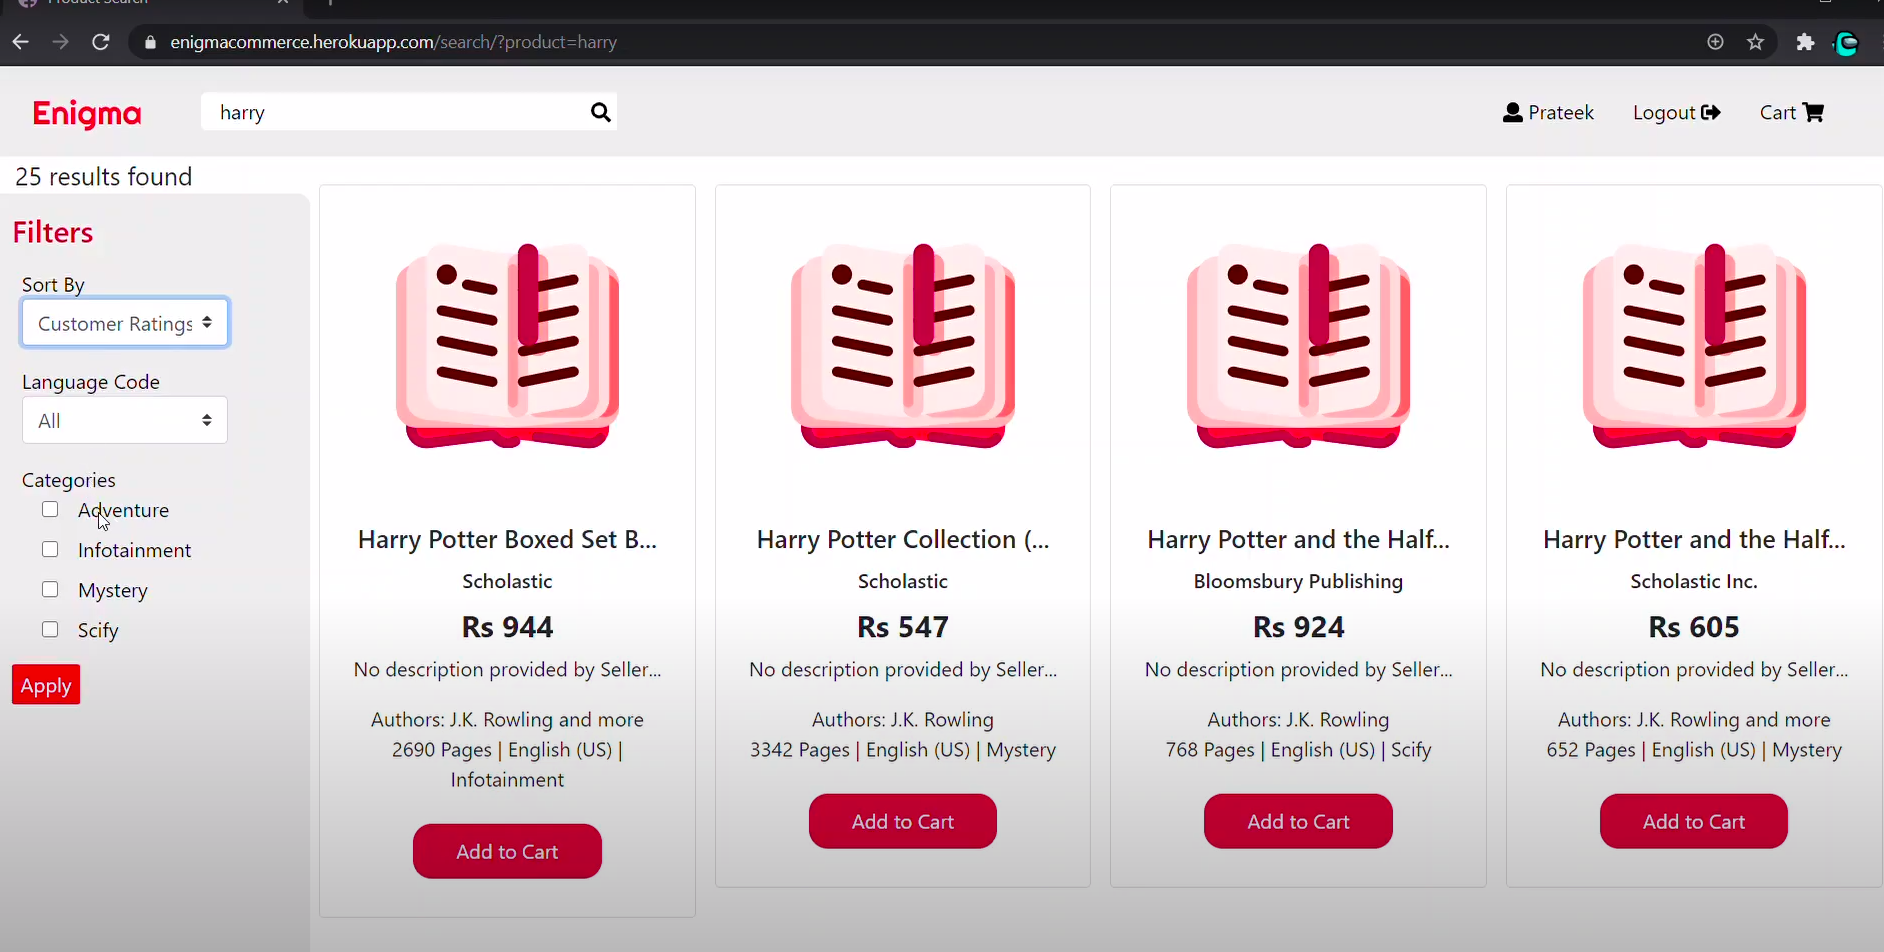 Product Search
enigmacommerce.herokuapp.com/search/?product=harry
Enigma
harry
Prateek
Logout
Cart
25 results found
Filters
Sort By
Customer Ratings
Language Code
All
Categories
Adventure
Infotainment
Mystery
Scify
Apply
Harry Potter Boxed Set B...
Scholastic
Rs 944
No description provided by Seller...
Authors: J.K. Rowling and more
2690 Pages | English (US) |
Infotainment
Add to Cart
Harry Potter Collection (...
Scholastic
Rs 547
No description provided by Seller...
Authors: J.K. Rowling
3342 Pages | English (US) | Mystery
Add to Cart
Harry Potter and the Half...
Bloomsbury Publishing
Rs 924
No description provided by Seller...
Authors: J.K. Rowling
768 Pages | English (US) | Scify
Add to Cart
Harry Potter and the Half...
Scholastic Inc.
Rs 605
No description provided by Seller...
Authors: J.K. Rowling and more
652 Pages | English (US) | Mystery
Add to Cart